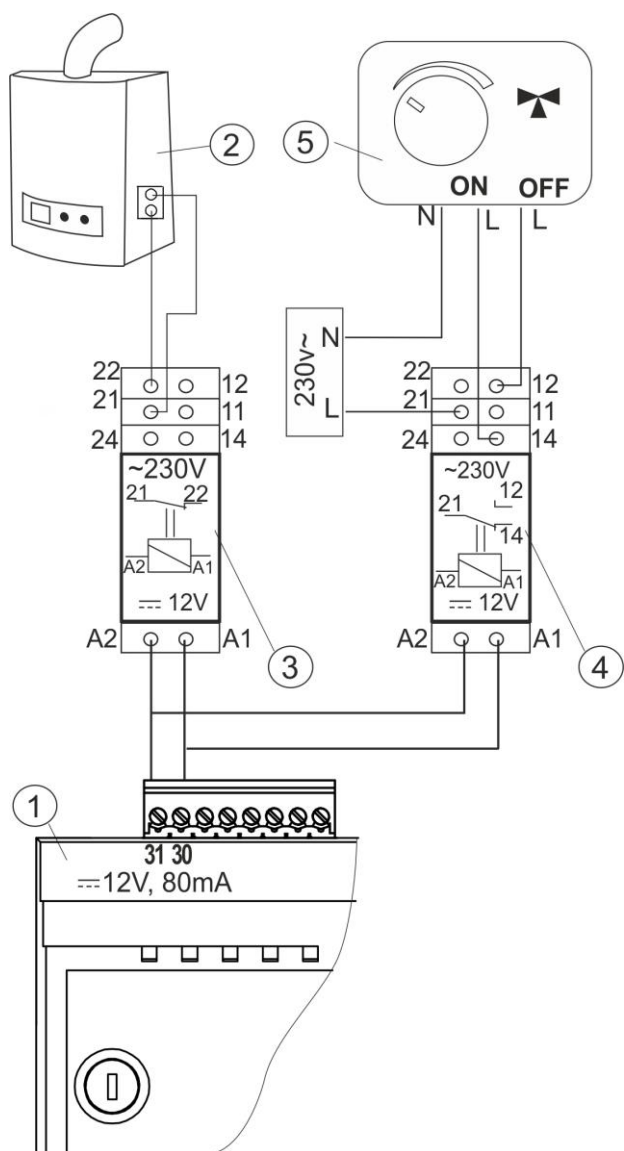 2
5
ON OFF
N L L
230v~
N
L
22 12
21 11
24 14
~230V
21 22
A2 A1
⎓ 12V
A2 A1
3
22 12
21 11
24 14
~230V
12
21
14
A2 A1
⎓ 12V
A2 A1
4
1
31 30
⎓12V, 80mA